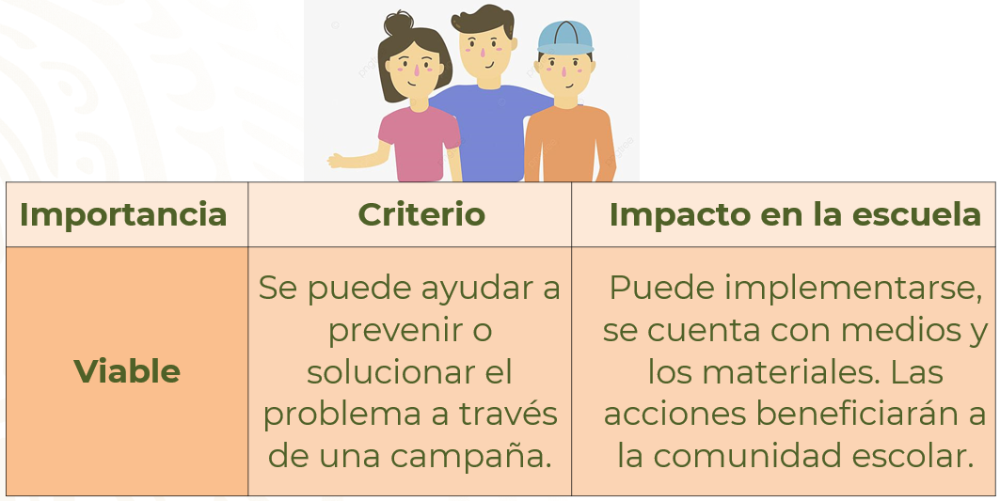 Importancia
Criterio
Impacto en la escuela
Viable
Se puede ayudar a
prevenir o
solucionar el
problema a través
de una campaña.
Puede implementarse,
se cuenta con medios y
los materiales. Las
acciones beneficiarán a
la comunidad escolar.